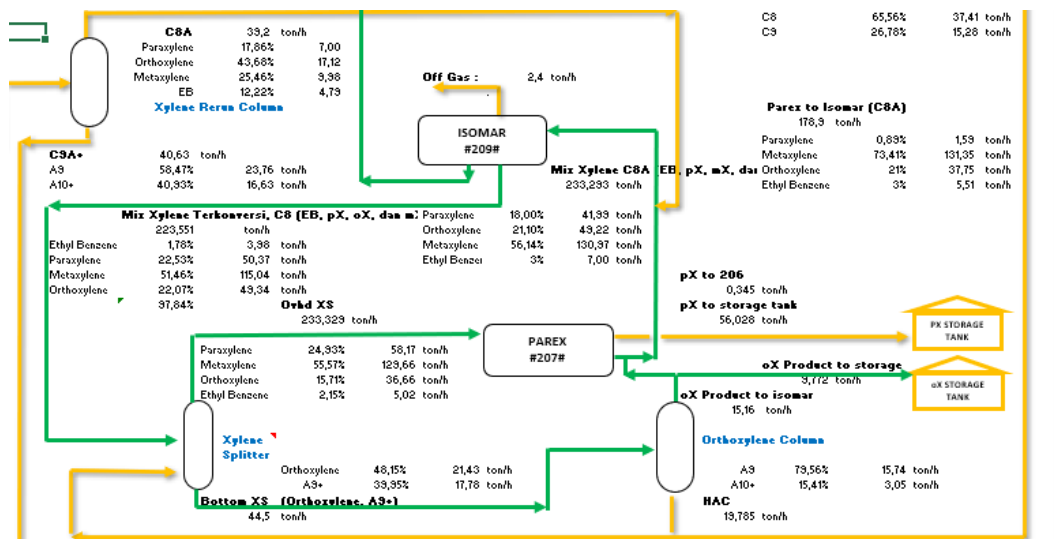 C8 65,56% 37,41 ton/h
C9 26,78% 15,28 ton/h
C8A 39,2 ton/h
Paraxylene 17,86% 7,00
Orthoxylene 43,68% 17,12
Metaxylene 25,46% 9,98
EB 12,22% 4,79
Xylene Rerun Column
Off Gas : 2,4 ton/h
ISOMAR
#209#
Parex to Isomar (C8A)
178,9 ton/h
Paraxylene 0,89% 1,59 ton/h
Metaxylene 73,41% 131,35 ton/h
Orthoxylene 21% 37,75 ton/h
Ethyl Benzene 3% 5,51 ton/h
C9A+ 40,63 ton/h
A9 58,47% 23,76 ton/h
A10+ 40,93% 16,63 ton/h
Mix Xylene C8A (EB, pX, mX, dan
233,293 ton/h
Paraxylene 18,00% 41,99 ton/h
Orthoxylene 21,10% 49,22 ton/h
Metaxylene 56,14% 130,97 ton/h
Ethyl Benzer 3% 7,00 ton/h
Mix Xylene Terkonversi, C8 (EB, pX, oX, dan m
223,551 ton/h
Ethyl Benzene 1,78% 3,98 ton/h
Paraxylene 22,53% 50,37 ton/h
Metaxylene 51,46% 115,04 ton/h
Orthoxylene 22,07% 49,34 ton/h
97,84%
Ovhd XS
233,329 ton/h
Paraxylene 24,93% 58,17 ton/h
Metaxylene 55,57% 129,66 ton/h
Orthoxylene 15,71% 36,66 ton/h
Ethyl Benzene 2,15% 5,02 ton/h
PAREX
#207#
pX to 206
0,345 ton/h
pX to storage tank
56,028 ton/h
PX STORAGE
TANK
oX Product to storage
9,772 ton/h
oX STORAGE
TANK
oX Product to isomar
15,16 ton/h
Xylene
Splitter
Orthoxylene 48,15% 21,43 ton/h
A9+ 39,95% 17,78 ton/h
Bottom XS (Orthoxylene, A9+)
44,5 ton/h
Orthoxylene Column
A9 79,56% 15,74 ton/h
A10+ 15,41% 3,05 ton/h
HAC
19,785 ton/h